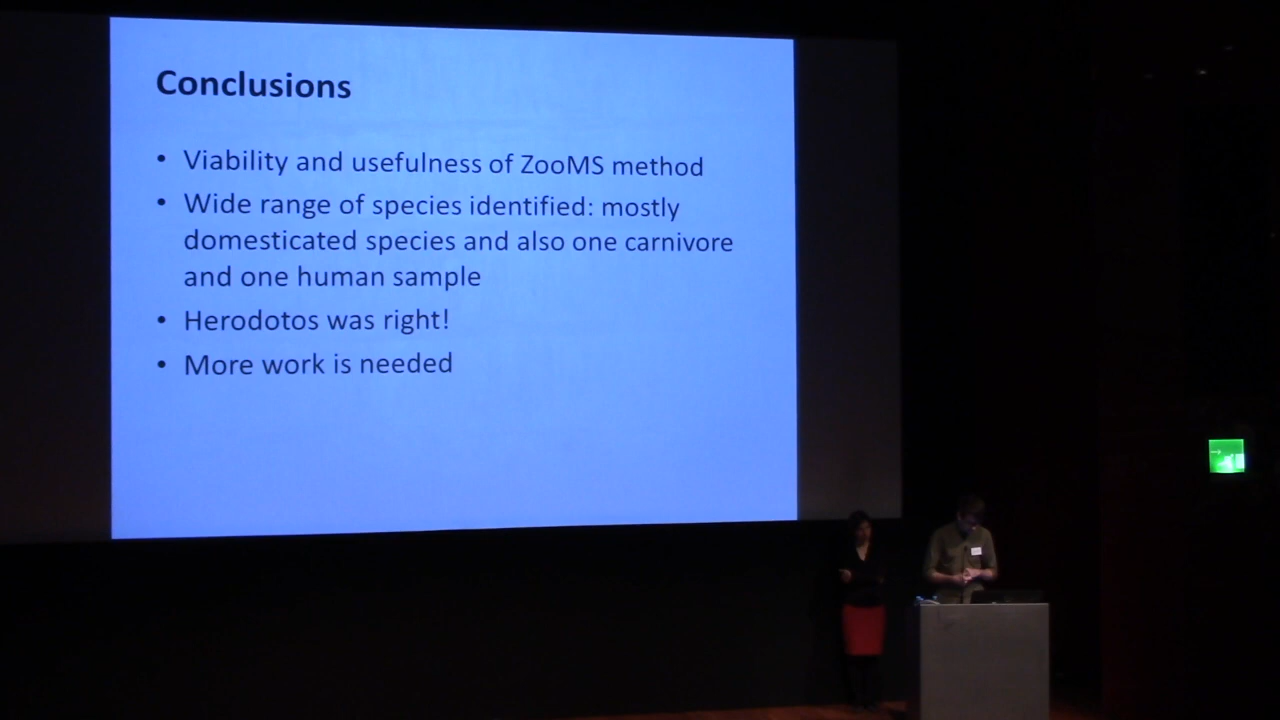 Conclusions
• Viability and usefulness of ZooMS method
• Wide range of species identified: mostly
domesticated species and also one carnivore
and one human sample
• Herodotos was right!
• More work is needed